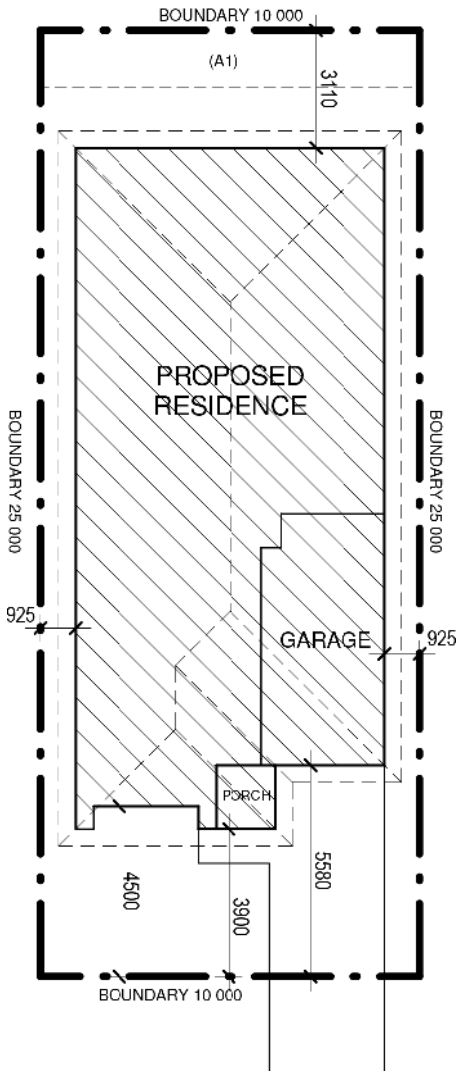 BOUNDARY 10 000
(A1)
3110
PROPOSED
RESIDENCE
BOUNDARY 25 000
BOUNDARY 25 000
925
GARAGE
925
PORCH
4500
3900
5580
BOUNDARY 10 000